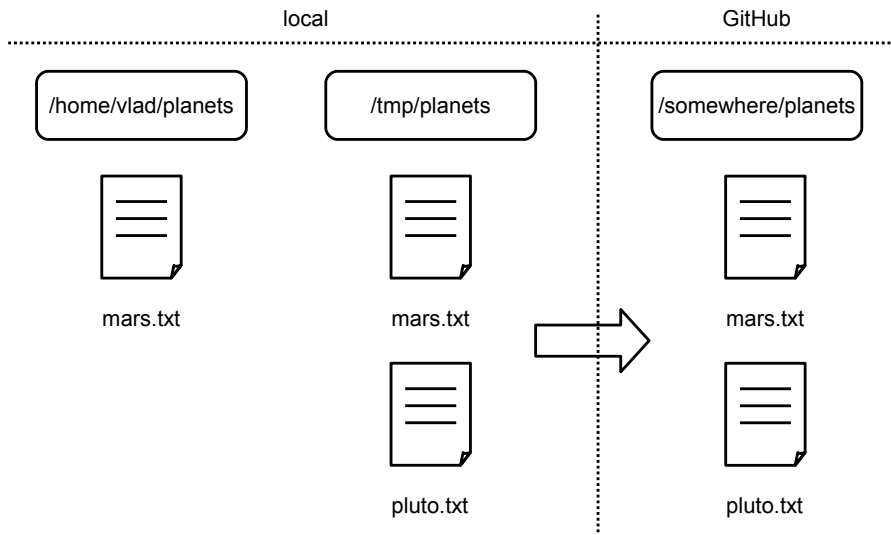 local
GitHub
/home/vlad/planets
/tmp/planets
/somewhere/planets
mars.txt
mars.txt
mars.txt
pluto.txt
pluto.txt